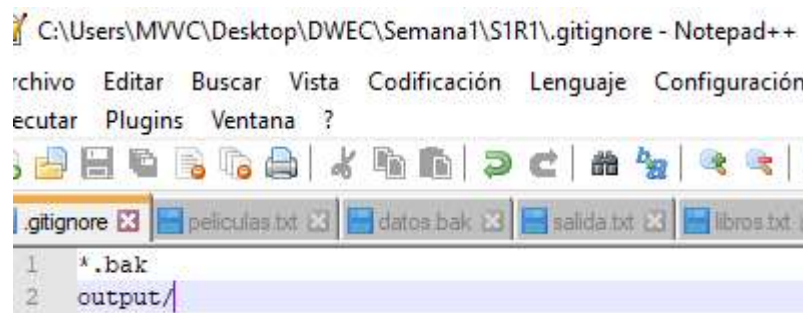 C:\Users\MVVC\Desktop\DWEC\Semana1\S1R1\.gitignore - Notepad++
rchivo Editar Buscar Vista Codificación Lenguaje Configuración
ecutar Plugins Ventana ?
.gitignore peliculas.txt datos.bak salida.txt libros.txt
1 *.bak
2 output/